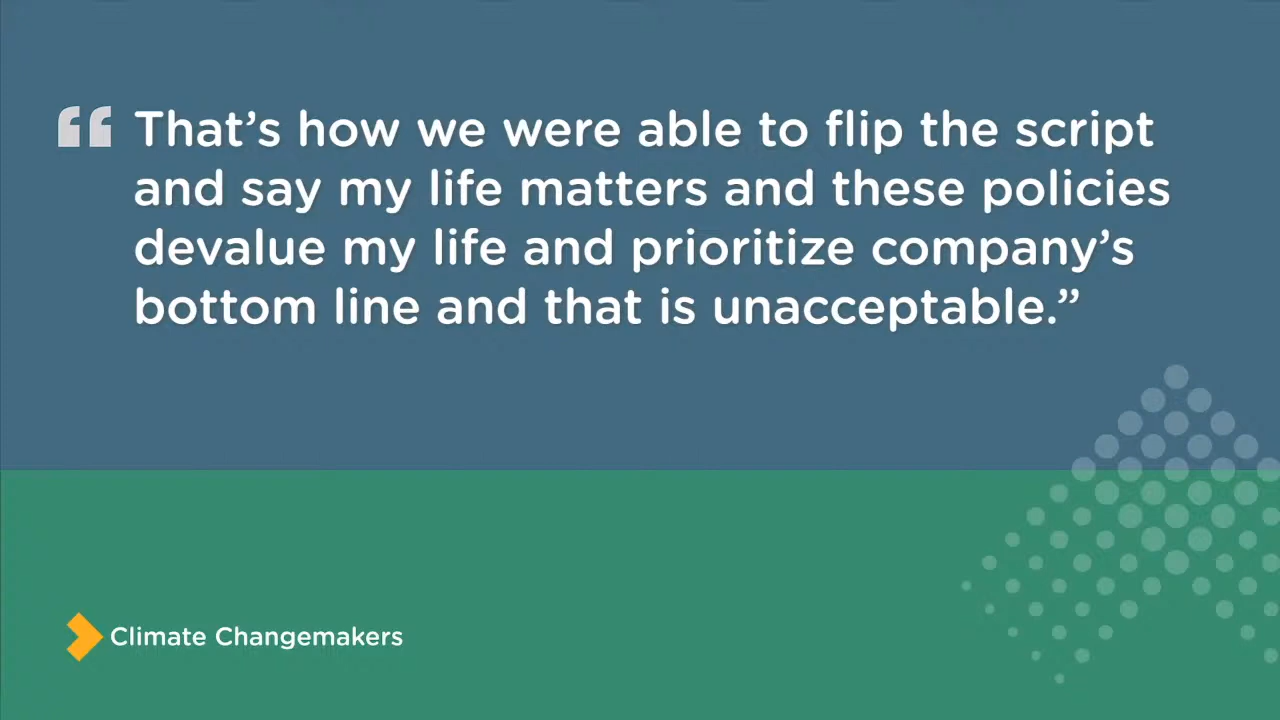 “ That’s how we were able to flip the script
and say my life matters and these policies
devalue my life and prioritize company’s
bottom line and that is unacceptable.”
Climate Changemakers